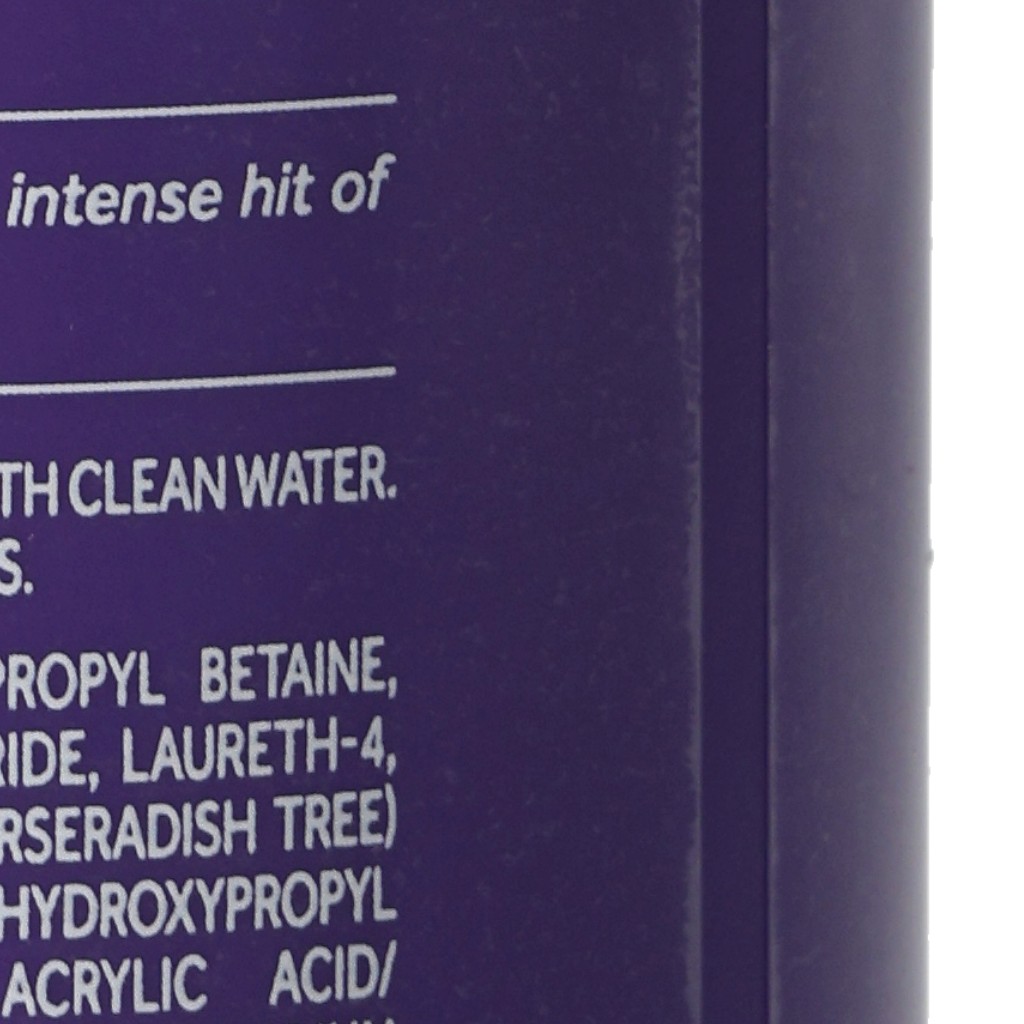 intense hit of
TH CLEAN WATER.
S.
PROPYL BETAINE,
RIDE, LAURETH-4,
RSERADISH TREE)
HYDROXYPROPYL
ACRYLIC ACID/